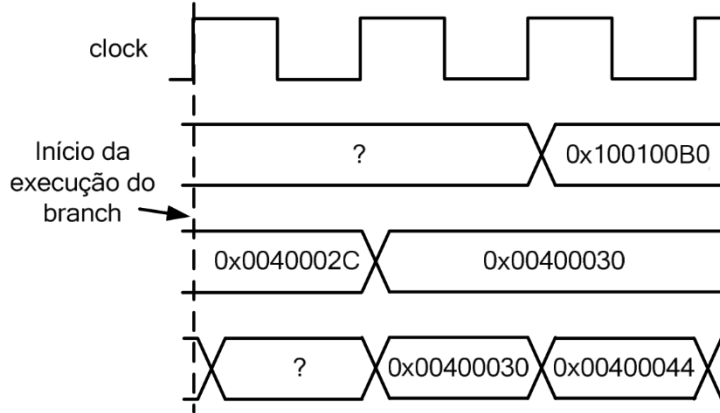 clock
Início da
execução do
branch
? 0x100100B0
0x0040002C 0x00400030
? 0x00400030 0x00400044